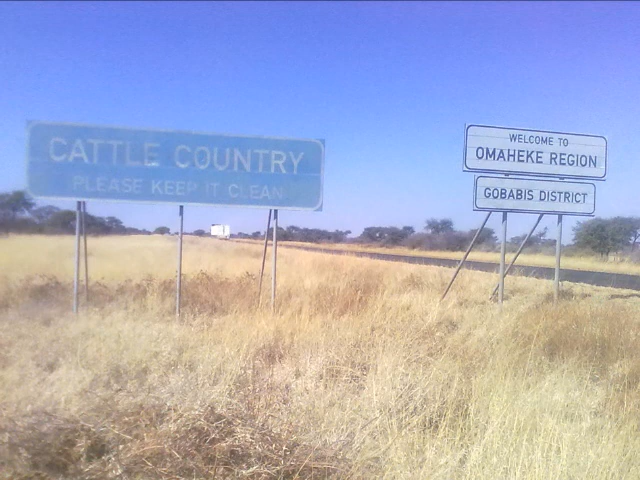 CATTLE COUNTRY
PLEASE KEEP IT CLEAN
WELCOME TO
OMAHEKE REGION
GOBABIS DISTRICT